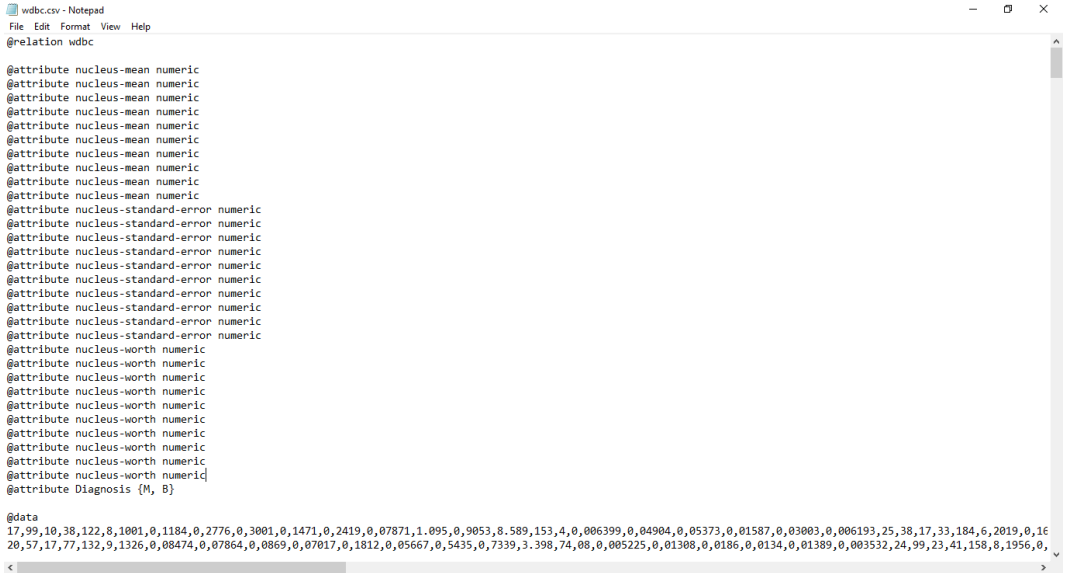 wdbc.csv - Notepad
File Edit Format View Help
@relation wdbc
@attribute nucleus-mean numeric
@attribute nucleus-mean numeric
@attribute nucleus-mean numeric
@attribute nucleus-mean numeric
@attribute nucleus-mean numeric
@attribute nucleus-mean numeric
@attribute nucleus-mean numeric
@attribute nucleus-mean numeric
@attribute nucleus-mean numeric
@attribute nucleus-mean numeric
@attribute nucleus-standard-error numeric
@attribute nucleus-standard-error numeric
@attribute nucleus-standard-error numeric
@attribute nucleus-standard-error numeric
@attribute nucleus-standard-error numeric
@attribute nucleus-standard-error numeric
@attribute nucleus-standard-error numeric
@attribute nucleus-standard-error numeric
@attribute nucleus-standard-error numeric
@attribute nucleus-standard-error numeric
@attribute nucleus-worth numeric
@attribute nucleus-worth numeric
@attribute nucleus-worth numeric
@attribute nucleus-worth numeric
@attribute nucleus-worth numeric
@attribute nucleus-worth numeric
@attribute nucleus-worth numeric
@attribute nucleus-worth numeric
@attribute nucleus-worth numeric
@attribute nucleus-worth numeric
@attribute Diagnosis {M, B}
@data
17,99,10,38,122,8,1001,0,1184,0,2776,0,3001,0,1471,0,2419,0,07871,1.095,0,9053,8.589,153,4,0,006399,0,04904,0,05373,0,01587,0,03003,0,006193,25,38,17,33,184,6,2019,0,16
20,57,17,77,132,9,1326,0,08474,0,07864,0,0869,0,07017,0,1812,0,05667,0,5435,0,7339,3.398,74,08,0,005225,0,01308,0,0186,0,0134,0,01389,0,003532,24,99,23,41,158,8,1956,0,